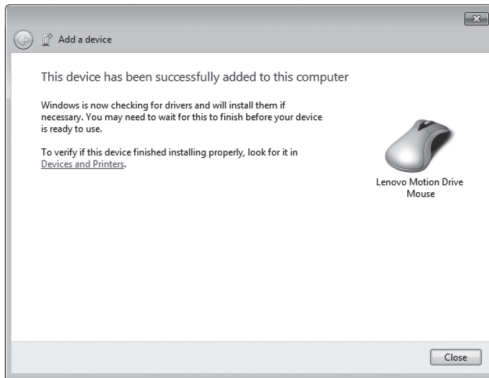 Add a device
This device has been successfully added to this computer
Windows is now checking for drivers and will install them if
necessary. You may need to wait for this to finish before your device
is ready to use.
To verify if this device finished installing properly, look for it in
Devices and Printers.
Lenovo Motion Drive
Mouse
Close